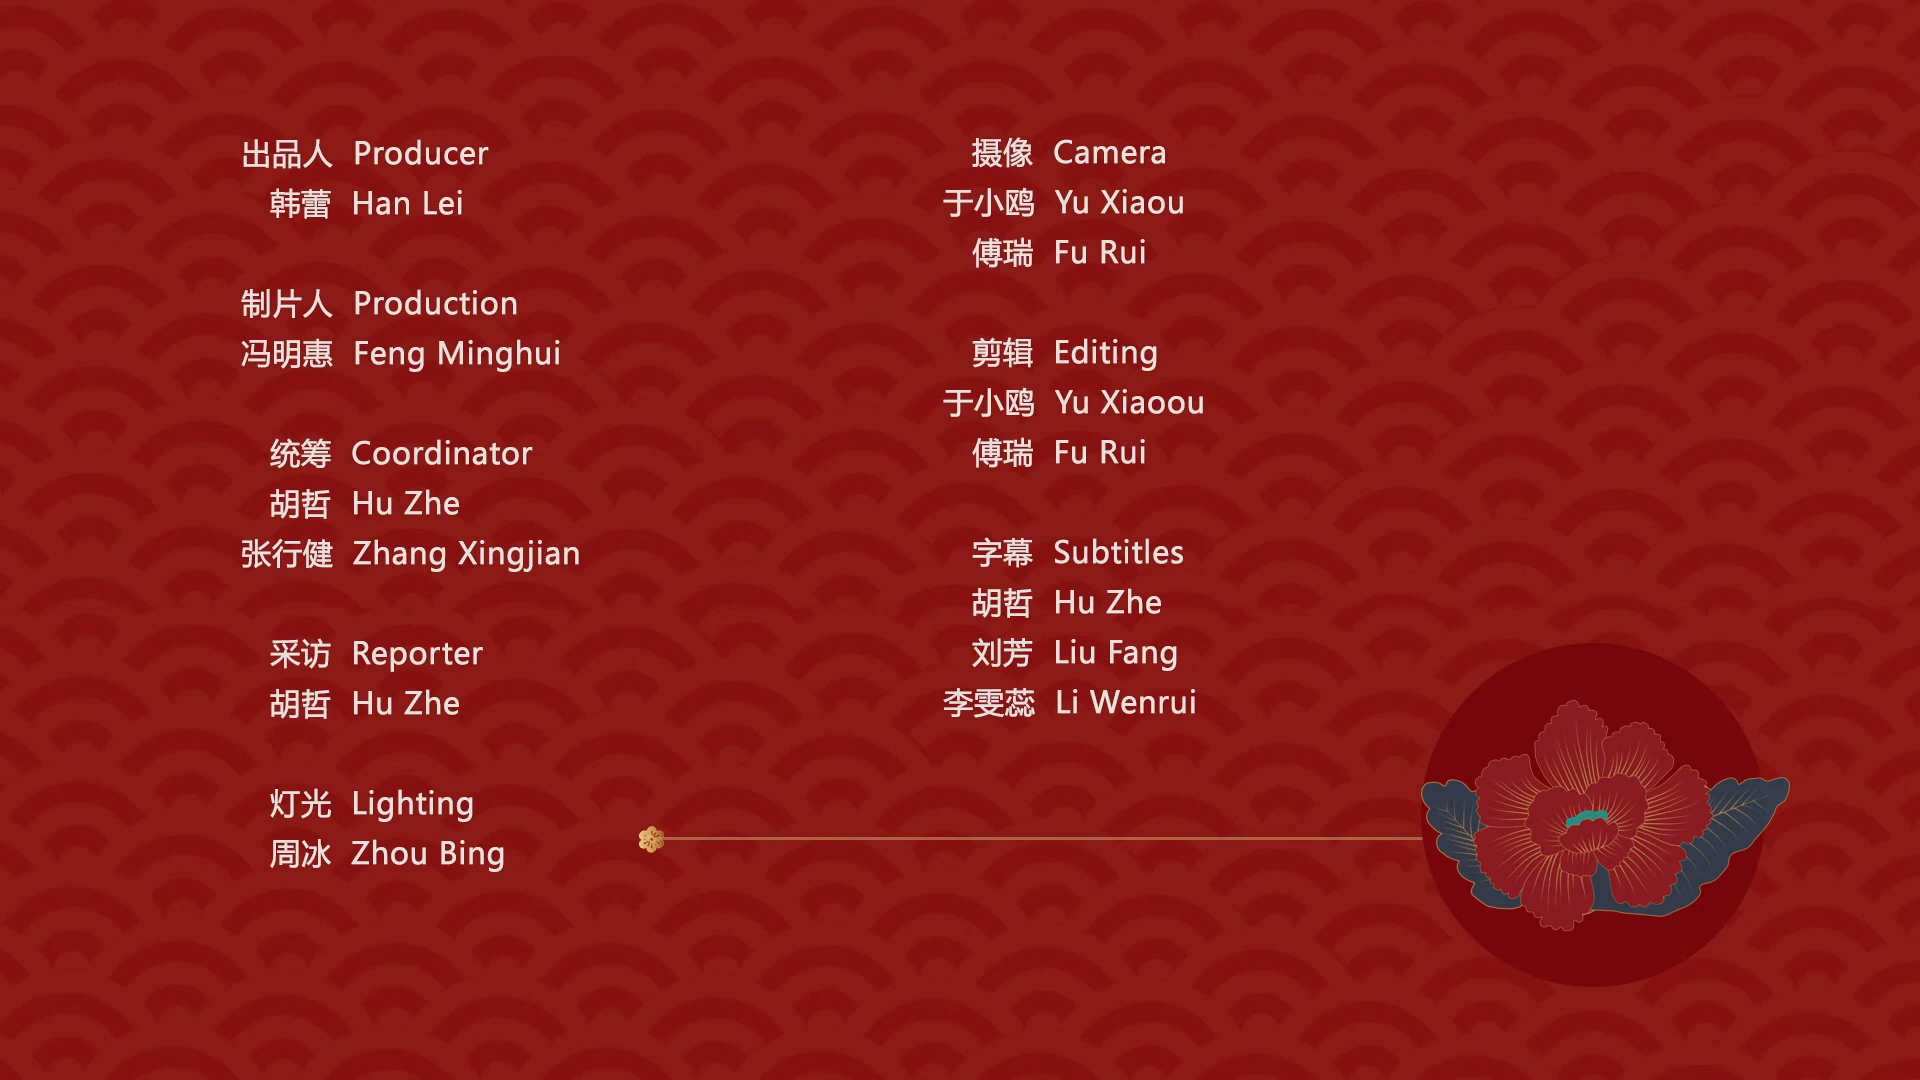 出品人 Producer
韩蕾 Han Lei
制片人 Production
冯明惠 Feng Minghui
统筹 Coordinator
胡哲 Hu Zhe
张行健 Zhang Xingjian
采访 Reporter
胡哲 Hu Zhe
灯光 Lighting
周冰 Zhou Bing
摄像 Camera
于小鸥 Yu Xiaou
傅瑞 Fu Rui
剪辑 Editing
于小鸥 Yu Xiaoou
傅瑞 Fu Rui
字幕 Subtitles
胡哲 Hu Zhe
刘芳 Liu Fang
李雯蕊 Li Wenrui